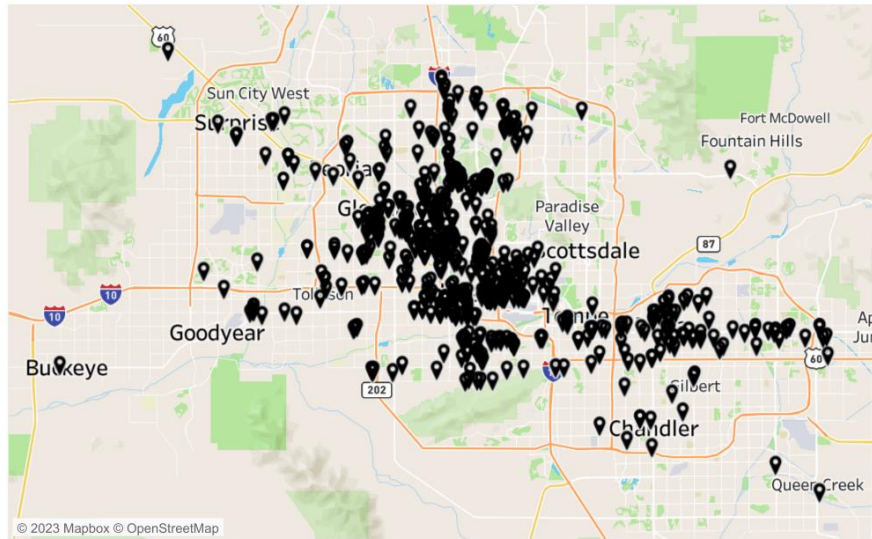 60
Sun City West
Surprise
Fort McDowell
Fountain Hills
Paradise
Valley
Scottsdale
87
10
10
Tolleson
Goodyear
Buckeye
202
60
Gilbert
Chandler
Queen Creek
© 2023 Mapbox © OpenStreetMap